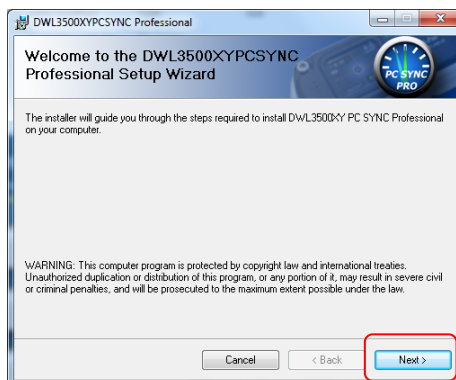 DWL3500XYPCSYNC Professional
Welcome to the DWL3500XYPCSYNC
Professional Setup Wizard
PC SYNC
PRO
The installer will guide you through the steps required to install DWL3500XY PC SYNC Professional
on your computer.
WARNING: This computer program is protected by copyright law and international treaties.
Unauthorized duplication or distribution of this program, or any portion of it, may result in severe civil
or criminal penalties, and will be prosecuted to the maximum extent possible under the law.
Cancel
< Back
Next >